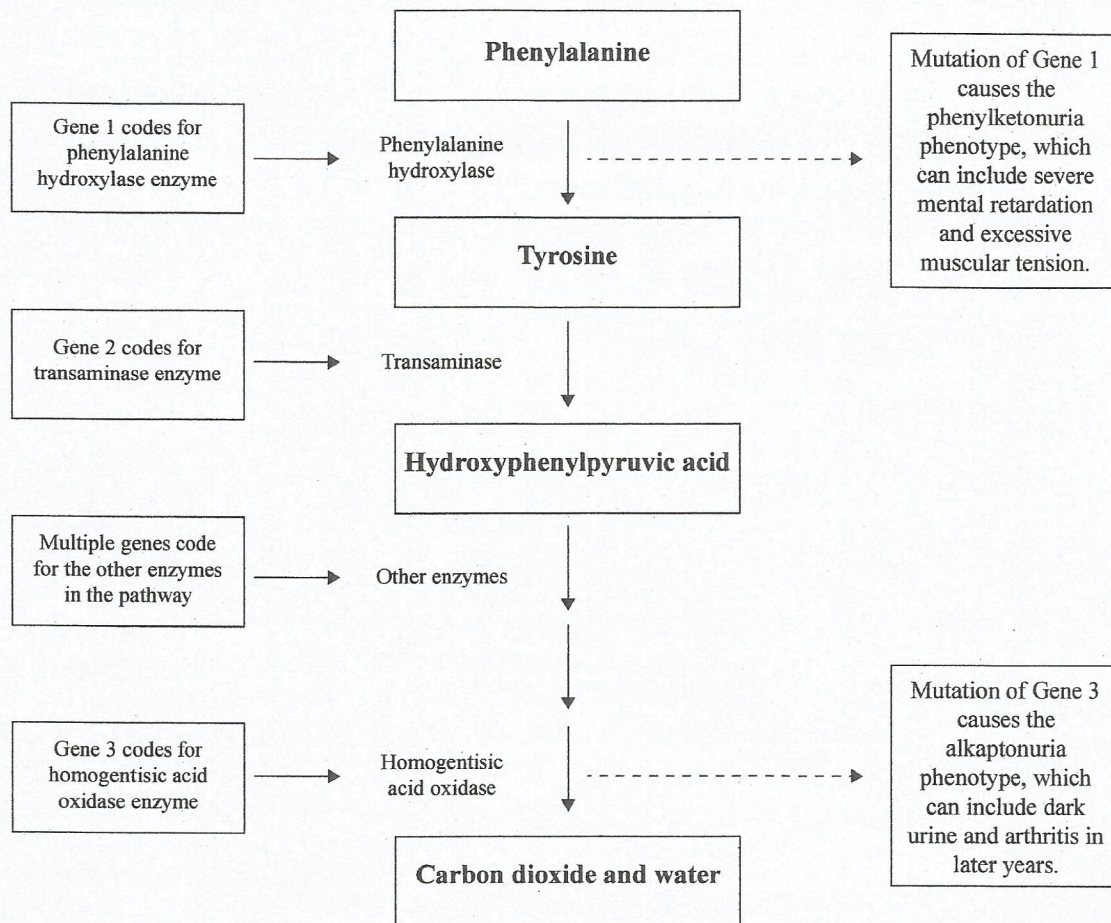 Phenylalanine
Mutation of Gene 1
causes the
phenylketonuria
phenotype, which
can include severe
mental retardation
and excessive
muscular tension.
Gene 1 codes for
phenylalanine
hydroxylase enzyme
Phenylalanine
hydroxylase
Tyrosine
Gene 2 codes for
transaminase enzyme
Transaminase
Hydroxyphenylpyruvic acid
Multiple genes code
for the other enzymes
in the pathway
Other enzymes
Gene 3 codes for
homogentisic acid
oxidase enzyme
Homogentisic
acid oxidase
Mutation of Gene 3
causes the
alkaptonuria
phenotype, which
can include dark
urine and arthritis in
later years.
Carbon dioxide and water